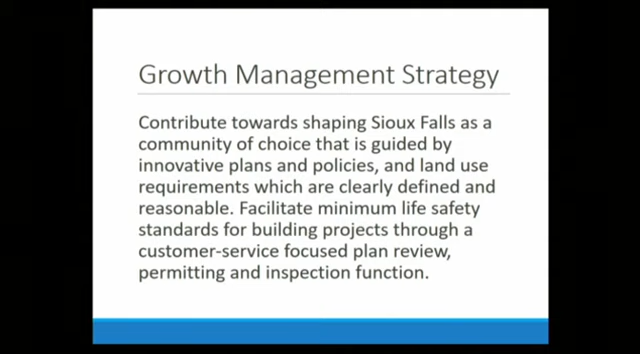 Growth Management Strategy
Contribute towards shaping Sioux Falls as a
community of choice that is guided by
innovative plans and policies, and land use
requirements which are clearly defined and
reasonable. Facilitate minimum life safety
standards for building projects through a
customer-service focused plan review,
permitting and inspection function.